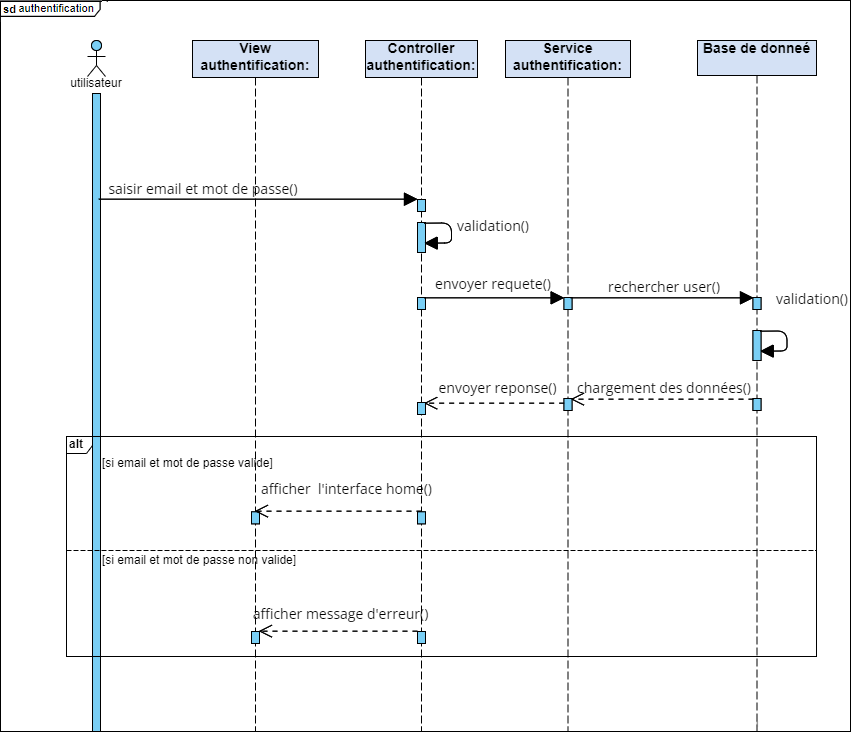 sd authentification
utilisateur
View
authentification:
Controller
authentification:
Service
authentification:
Base de donneé
saisir email et mot de passe()
validation()
envoyer requete()
rechercher user()
validation()
envoyer reponse()
chargement des données()
alt
[si email et mot de passe valide]
afficher l'interface home()
[si email et mot de passe non valide]
afficher message d'erreur()